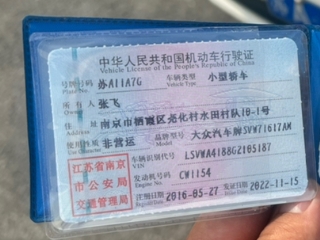 中华人民共和国机动车行驶证
Vehicle License of the People's Republic of China
号牌号码 苏A11A7G 车辆类型 小型轿车
Plate No. Vehicle Type
所有人 张飞
Owner
住址 南京市栖霞区尧化村水田村队18-1号
Address
使用性质 非营运 品牌型号 大众汽车牌SVW71617AM
Use Character Model
车辆识别代号 LSVWA4188G2105187
VIN
江苏省南京市公安局交通管理局
发动机号码 CW1154
Engine No.
注册日期 2016-05-27 发证日期 2022-11-15
Register Date Issue Date